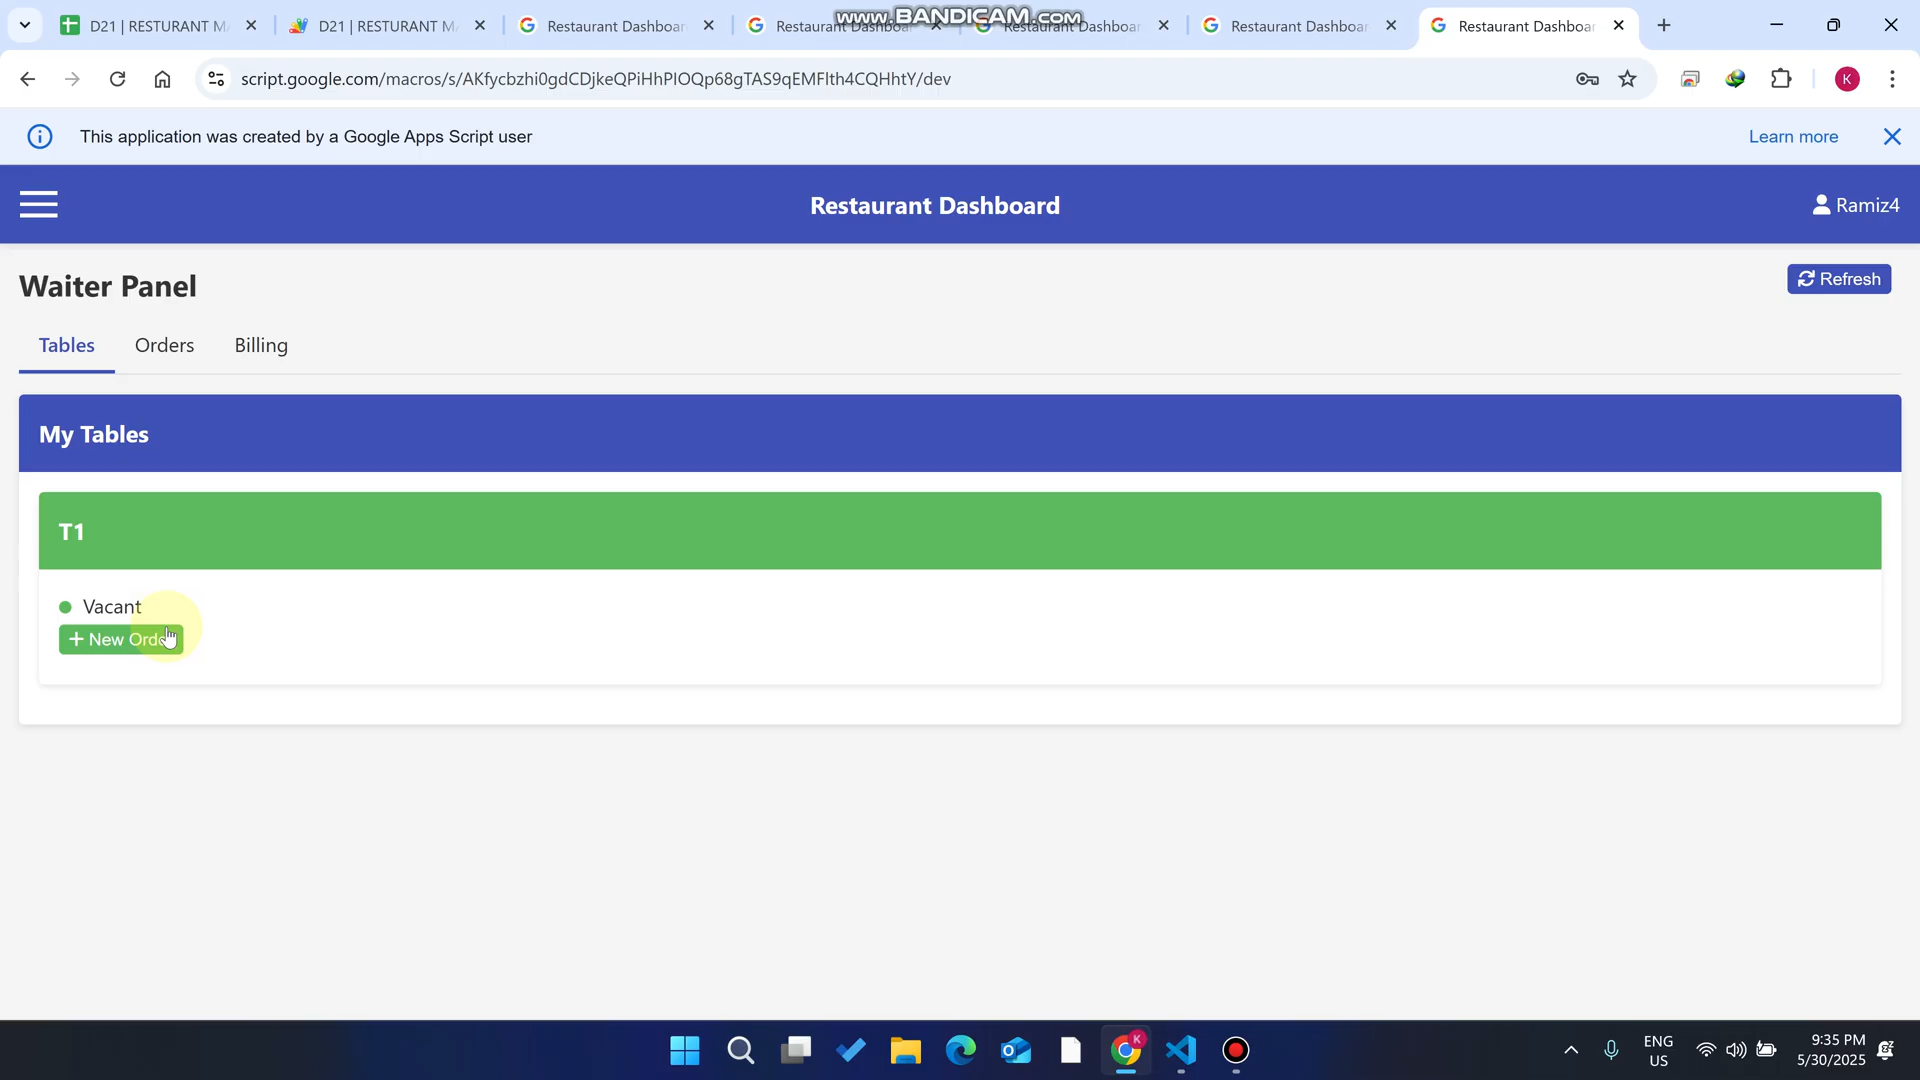 www.BANDICAM.com
D21 | RESTURANT M
D21 | RESTURANT M
Restaurant Dashboar
Restaurant Dashboar
Restaurant Dashboar
Restaurant Dashboar
Restaurant Dashboar
script.google.com/macros/s/AKfycbzhi0gdCDjkeQPiHhPIOQp68gTAS9qEMFlth4CQHhtY/dev
K
This application was created by a Google Apps Script user
Learn more
Restaurant Dashboard
Ramiz4
Waiter Panel
Refresh
Tables
Orders
Billing
My Tables
T1
Vacant
New Orde
ENG
US
9:35 PM
5/30/2025